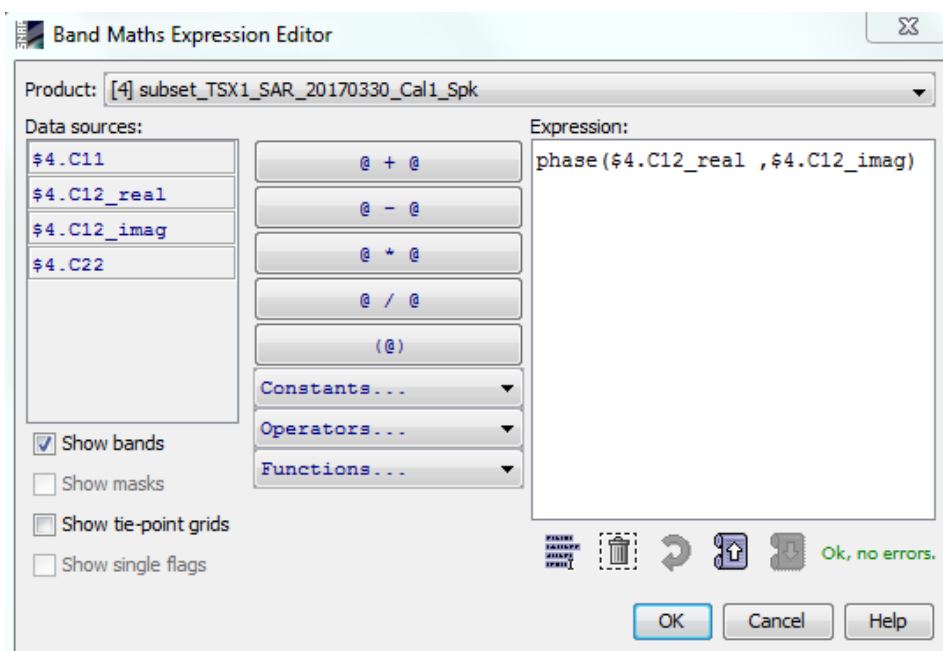 SNAP
Band Maths Expression Editor
Product: [4] subset_TSX1_SAR_20170330_Cal1_Spk
Data sources:
$4.C11
$4.C12_real
$4.C12_imag
$4.C22
@ + @
@ - @
@ * @
@ / @
(@)
Constants...
Operators...
Functions...
Expression:
phase($4.C12_real ,$4.C12_imag)
Show bands
Show masks
Show tie-point grids
Show single flags
Ok, no errors.
OK
Cancel
Help